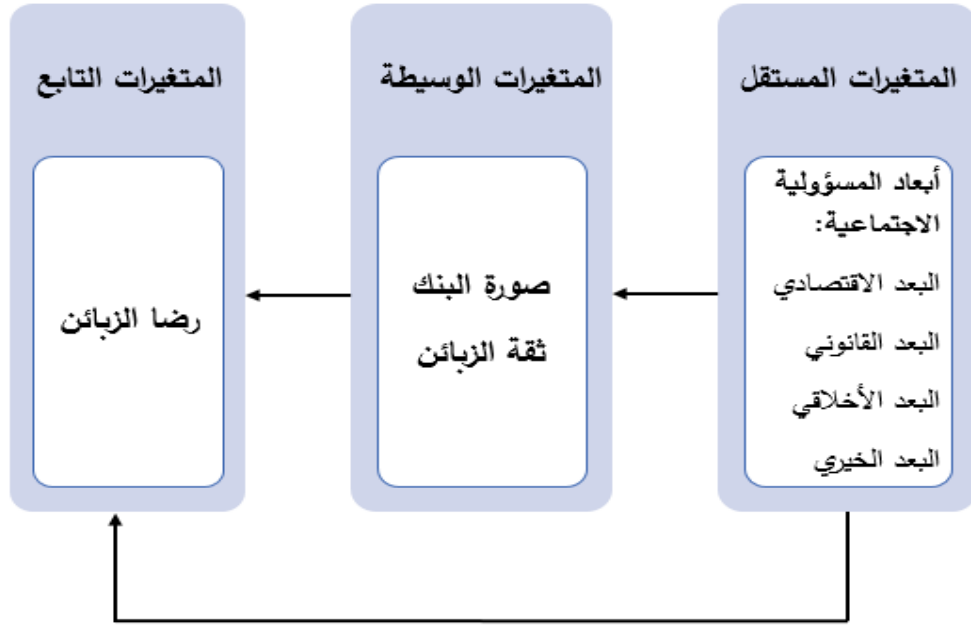 المتغيرات المستقل
أبعاد المسؤولية
الاجتماعية:
البعد الاقتصادي
البعد القانوني
البعد الأخلاقي
البعد الخيري
المتغيرات الوسيطة
صورة البنك
ثقة الزبائن
المتغيرات التابع
رضا الزبائن